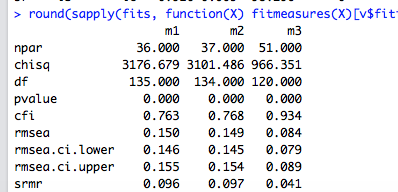 > round(sapply(fits, function(X) fitmeasures(X)[v$fit
m1 m2 m3
npar 36.000 37.000 51.000
chisq 3176.679 3101.486 966.351
df 135.000 134.000 120.000
pvalue 0.000 0.000 0.000
cfi 0.763 0.768 0.934
rmsea 0.150 0.149 0.084
rmsea.ci.lower 0.146 0.145 0.079
rmsea.ci.upper 0.155 0.154 0.089
srmr 0.096 0.097 0.041